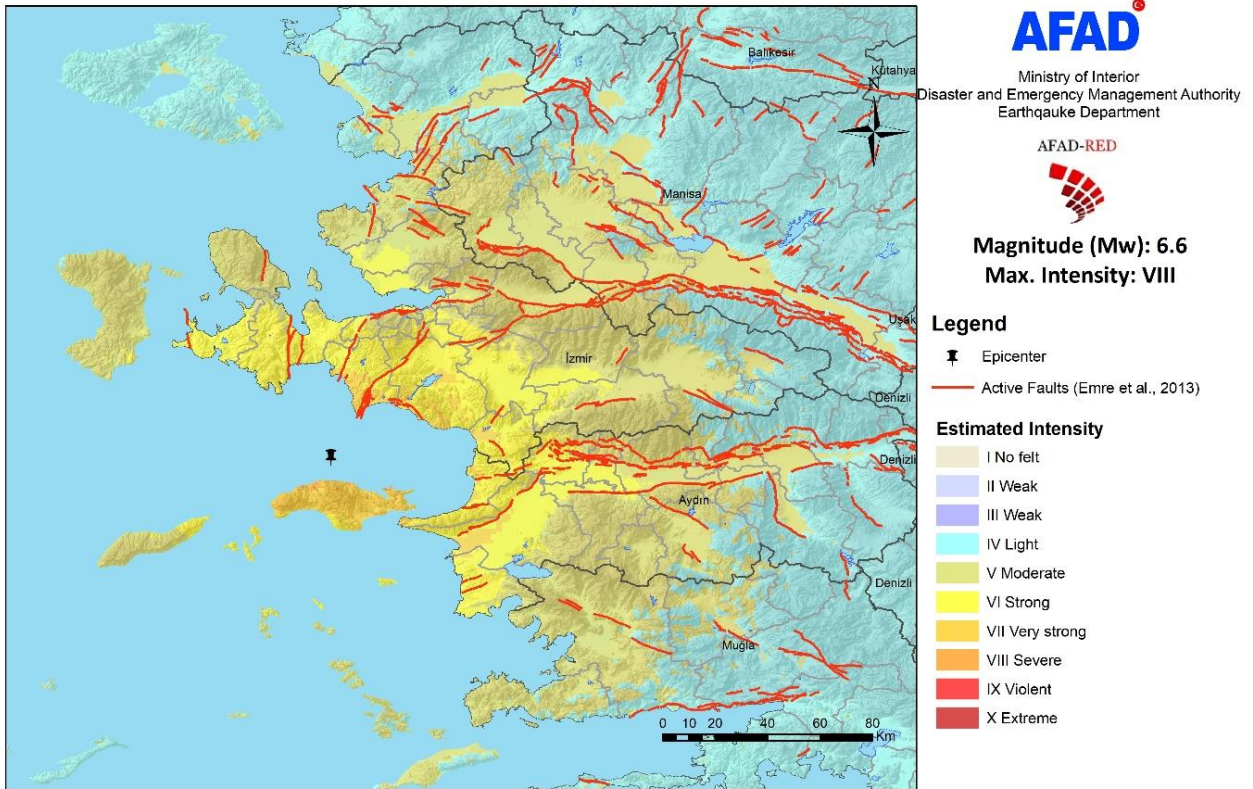 Balıkesir
Kütahya
N
Manisa
Uşak
İzmir
Denizli
Denizli
Aydın
Denizli
Muğla
0 10 20 40 60 80
Km
AFAD
Ministry of Interior
Disaster and Emergency Management Authority
Earthqauke Department
AFAD-RED
Magnitude (Mw): 6.6
Max. Intensity: VIII
Legend
Epicenter
Active Faults (Emre et al., 2013)
Estimated Intensity
I No felt
II Weak
III Weak
IV Light
V Moderate
VI Strong
VII Very strong
VIII Severe
IX Violent
X Extreme